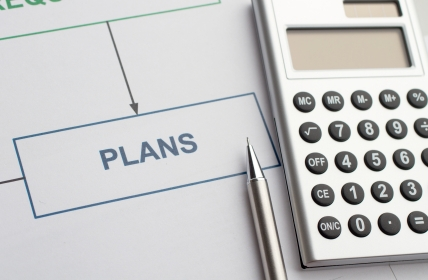 PLANS
MC MR M- M+ %
√ 7 8 9 ÷
OFF 4 5 6
CE 1 2 3
ON/C 0 · =